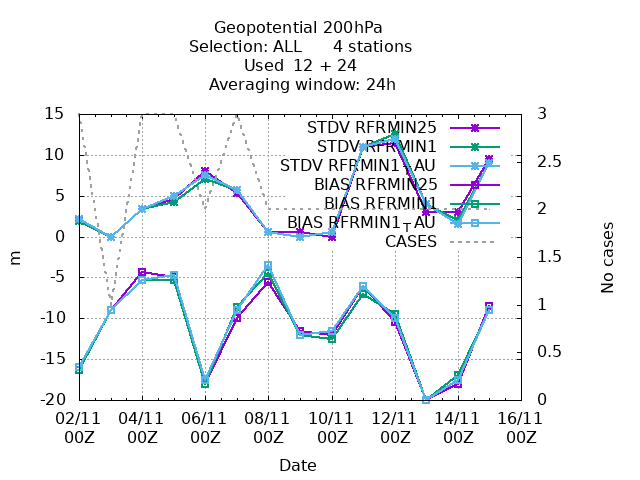 Geopotential 200hPa
Selection: ALL 4 stations
Used 12 + 24
Averaging window: 24h
15
10
5
0
-5
-10
-15
-20
m
3
2.5
2
1.5
1
0.5
0
No cases
STDV RFRMIN25
STDV RFRMIN1
STDV RFRMIN1_AU
BIAS RFRMIN25
BIAS RFRMIN1
BIAS RFRMIN1_AU
CASES
02/11 04/11 06/11 08/11 10/11 12/11 14/11 16/11
00Z 00Z 00Z 00Z 00Z 00Z 00Z 00Z
Date